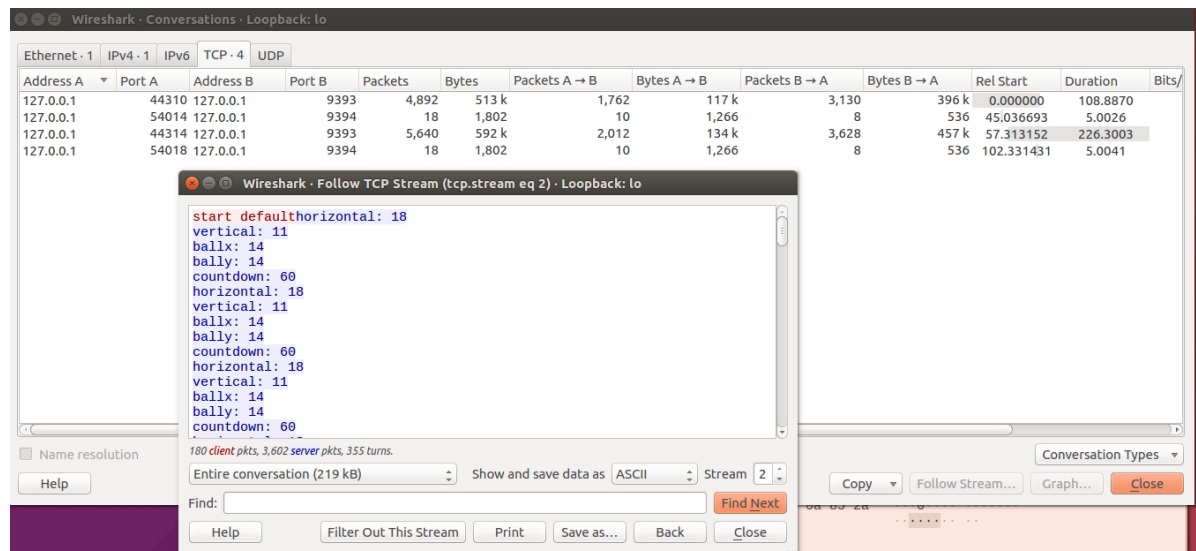 Wireshark · Conversations · Loopback: lo
Ethernet · 1 IPv4 · 1 IPv6 TCP · 4 UDP
Address A Port A Address B Port B Packets Bytes Packets A → B Bytes A → B Packets B → A Bytes B → A Rel Start Duration Bits/
127.0.0.1 44310 127.0.0.1 9393 4,892 513 k 1,762 117 k 3,130 396 k 0.000000 108.8870
127.0.0.1 54014 127.0.0.1 9394 18 1,802 10 1,266 8 536 45.036693 5.0026
127.0.0.1 44314 127.0.0.1 9393 5,640 592 k 2,012 134 k 3,628 457 k 57.313152 226.3003
127.0.0.1 54018 127.0.0.1 9394 18 1,802 10 1,266 8 536 102.331431 5.0041
Wireshark · Follow TCP Stream (tcp.stream eq 2) · Loopback: lo
start defaulthorizontal: 18
vertical: 11
ballx: 14
bally: 14
countdown: 60
horizontal: 18
vertical: 11
ballx: 14
bally: 14
countdown: 60
horizontal: 18
vertical: 11
ballx: 14
bally: 14
countdown: 60
180 client pkts, 3,602 server pkts, 355 turns.
Entire conversation (219 kB) Show and save data as ASCII Stream 2
Find: Find Next
Help Filter Out This Stream Print Save as... Back Close
Name resolution Conversation Types
Help Copy Follow Stream... Graph... Close